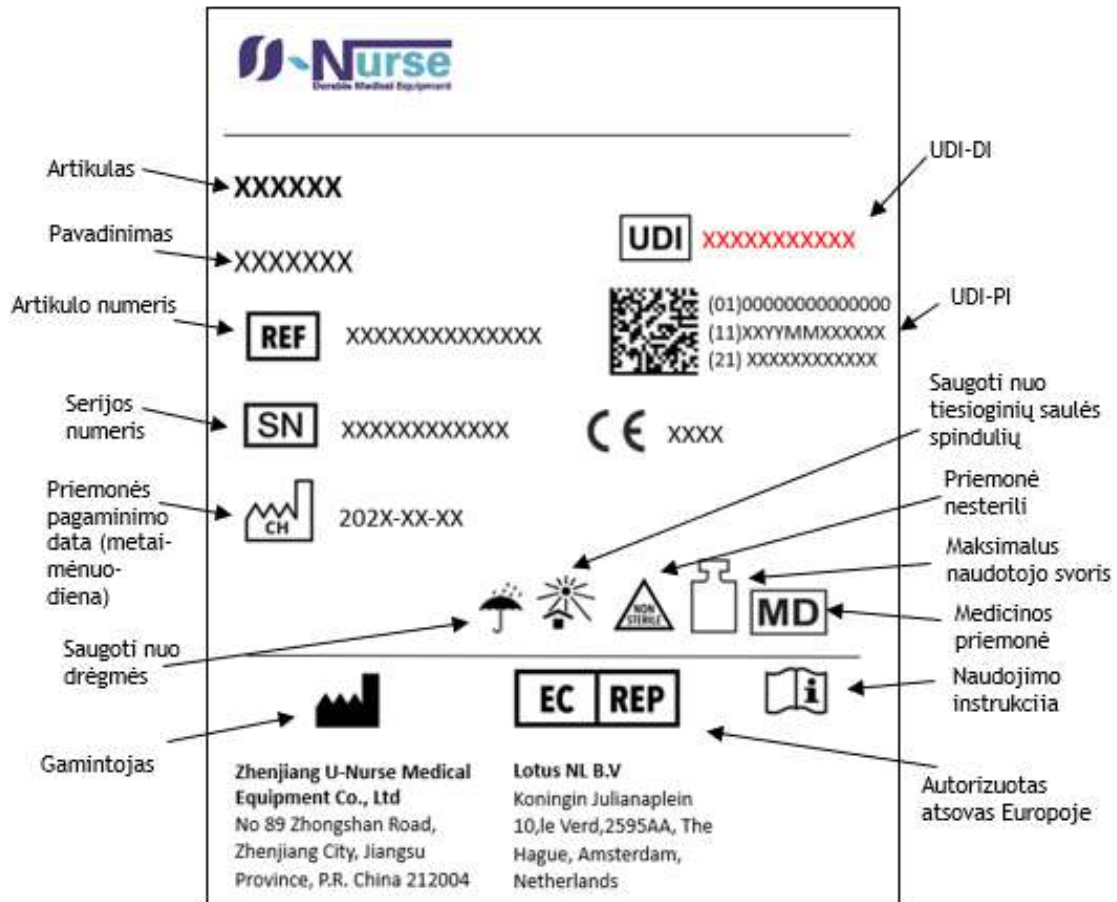 U-Nurse
Durable Medical Equipment
Artikulas
XXXXXX
UDI-DI
Pavadinimas
XXXXXXX
UDI XXXXXXXXXXX
Artikulo numeris
REF XXXXXXXXXXXXXX
(01)00000000000000
(11)XXYYMMXXXXXX
(21) XXXXXXXXXXXX
UDI-PI
Serijos
numeris
SN XXXXXXXXXXXX
CE XXXX
Saugoti nuo
tiesioginių saulės
spindulių
Priemonės
pagaminimo
data (metai-
mėnuo-
diena)
CH 202X-XX-XX
Priemonė
nesterili
Maksimalus
naudotojo svoris
NON
STERILE
MD
Medicinos
priemonė
Saugoti nuo
drėgmės
Naudojimo
instrukciia
EC REP
i
Gamintojas
Autorizuotas
atsovas Europoje
Zhenjiang U-Nurse Medical
Equipment Co., Ltd
No 89 Zhongshan Road,
Zhenjiang City, Jiangsu
Province, P.R. China 212004
Lotus NL B.V
Koningin Julianaplein
10,le Verd,2595AA, The
Hague, Amsterdam,
Netherlands